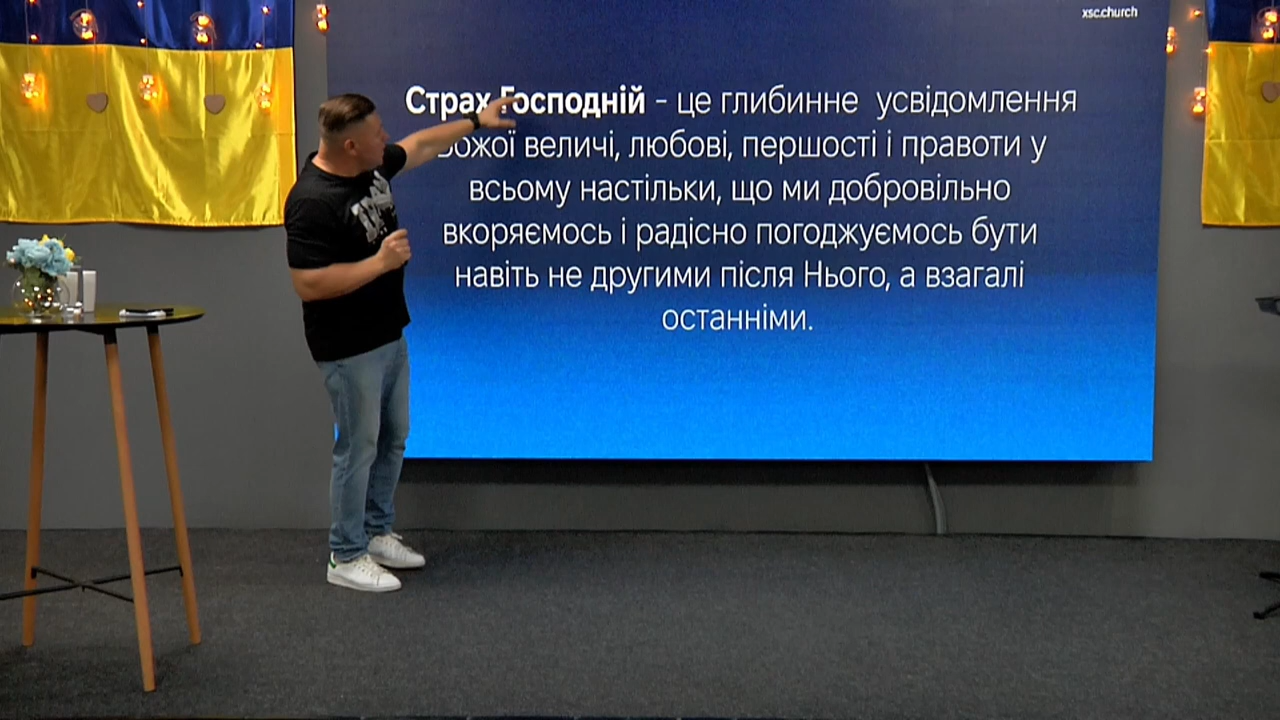 xsc.church
Страх Господній - це глибинне усвідомлення
Божої величі, любові, першості і правоти у
всьому настільки, що ми добровільно
вкоряємось і радісно погоджуємось бути
навіть не другими після Нього, а взагалі
останніми.